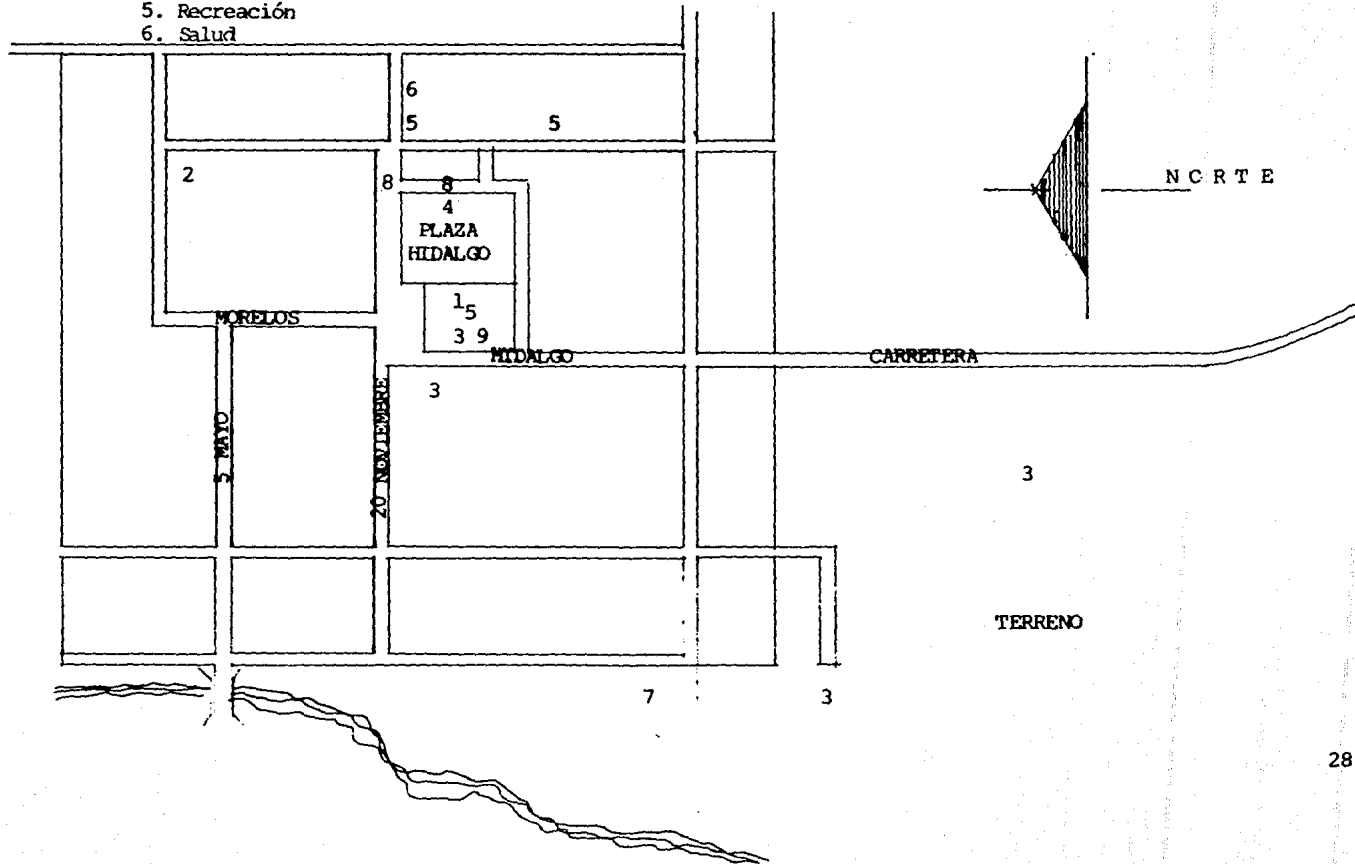 5. Recreación
6. Salud
6
5 5
2
8 8
4
PLAZA
HIDALGO
NCRTE
1
5
3 9
MORELOS
HIDALGO CARRETERA
3
5 MAYO
20 NOVIEMBRE
3
TERRENO
7 3
28